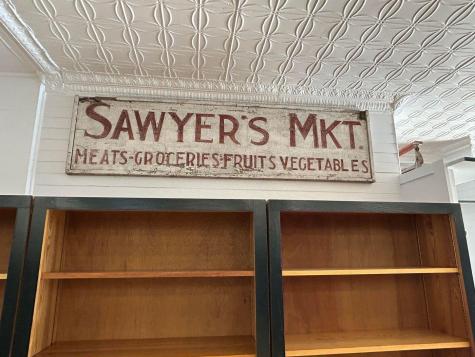 SAWYER'S MKT.
MEATS-GROCERIES-FRUITS VEGETABLES